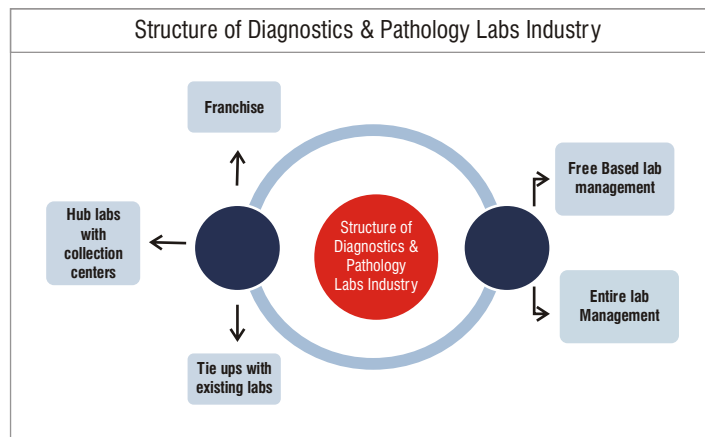 Structure of Diagnostics & Pathology Labs Industry
Franchise
Hub labs
with
collection
centers
Tie ups with
existing labs
Structure of
Diagnostics &
Pathology
Labs Industry
Free Based lab
management
Entire lab
Management